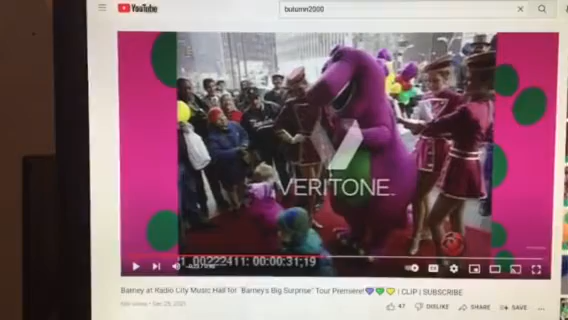 YouTube
butumn2000
VERITONE
1_00222411: 00:00:31;19
Barney at Radio City Music Hall for "Barney's Big Surprise" Tour Premiere!💜💚💛 | CLIP | SUBSCRIBE
47 DISLIKE SHARE SAVE